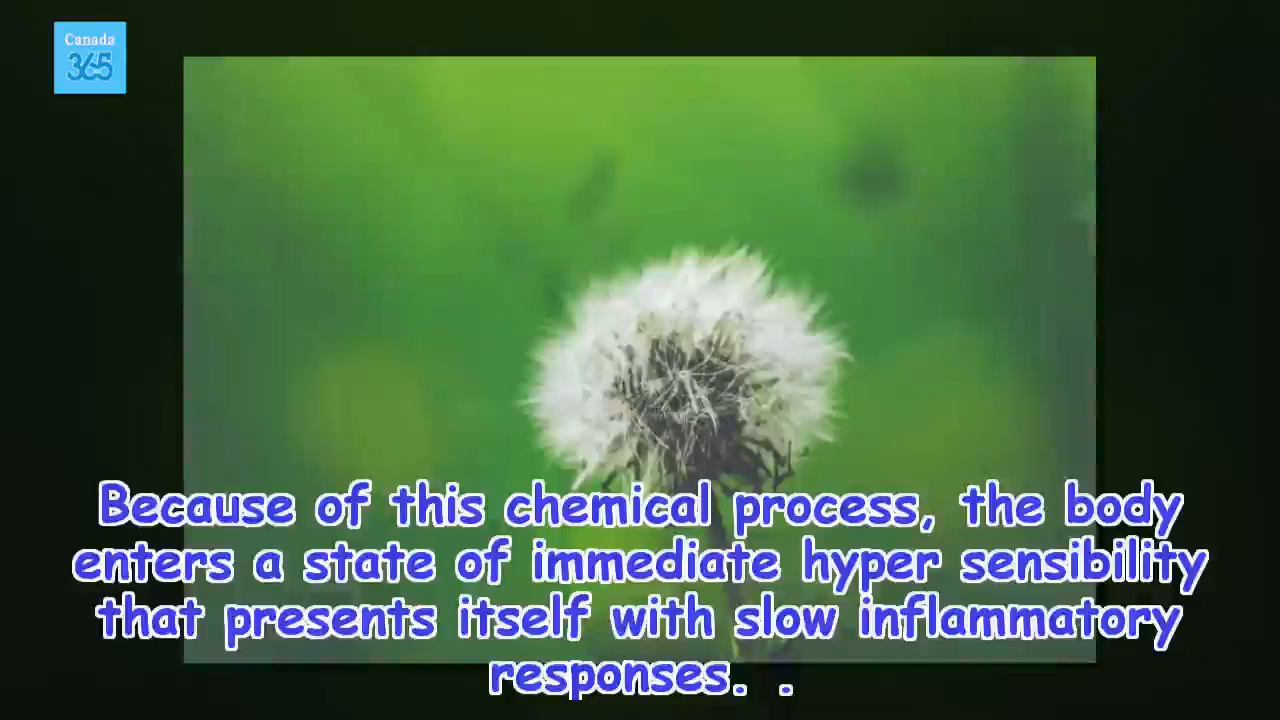 Canada
365
Because of this chemical process, the body
enters a state of immediate hyper sensibility
that presents itself with slow inflammatory
responses. .